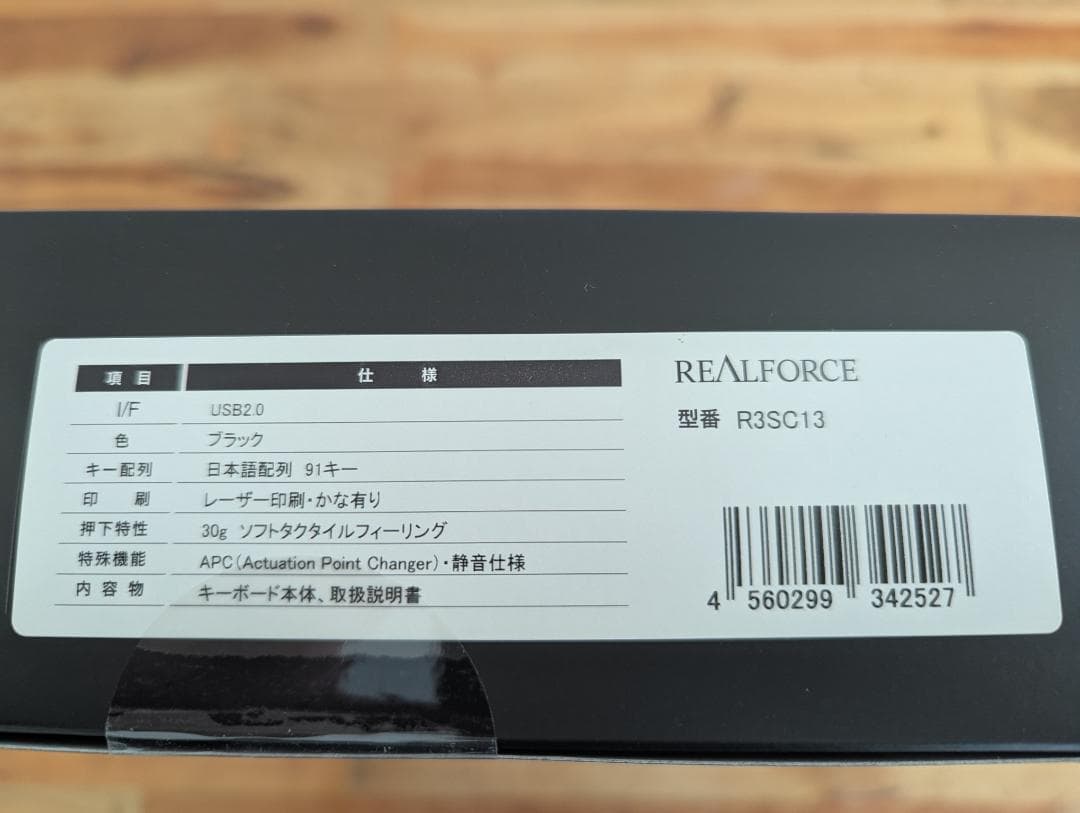 項目 仕様
I/F USB2.0
色 ブラック
キー配列 日本語配列 91キー
印刷 レーザー印刷・かな有り
押下特性 30g ソフトタクタイルフィーリング
特殊機能 APC(Actuation Point Changer)・静音仕様
内容物 キーボード本体、取扱説明書
REALFORCE
型番 R3SC13
4 560299 342527